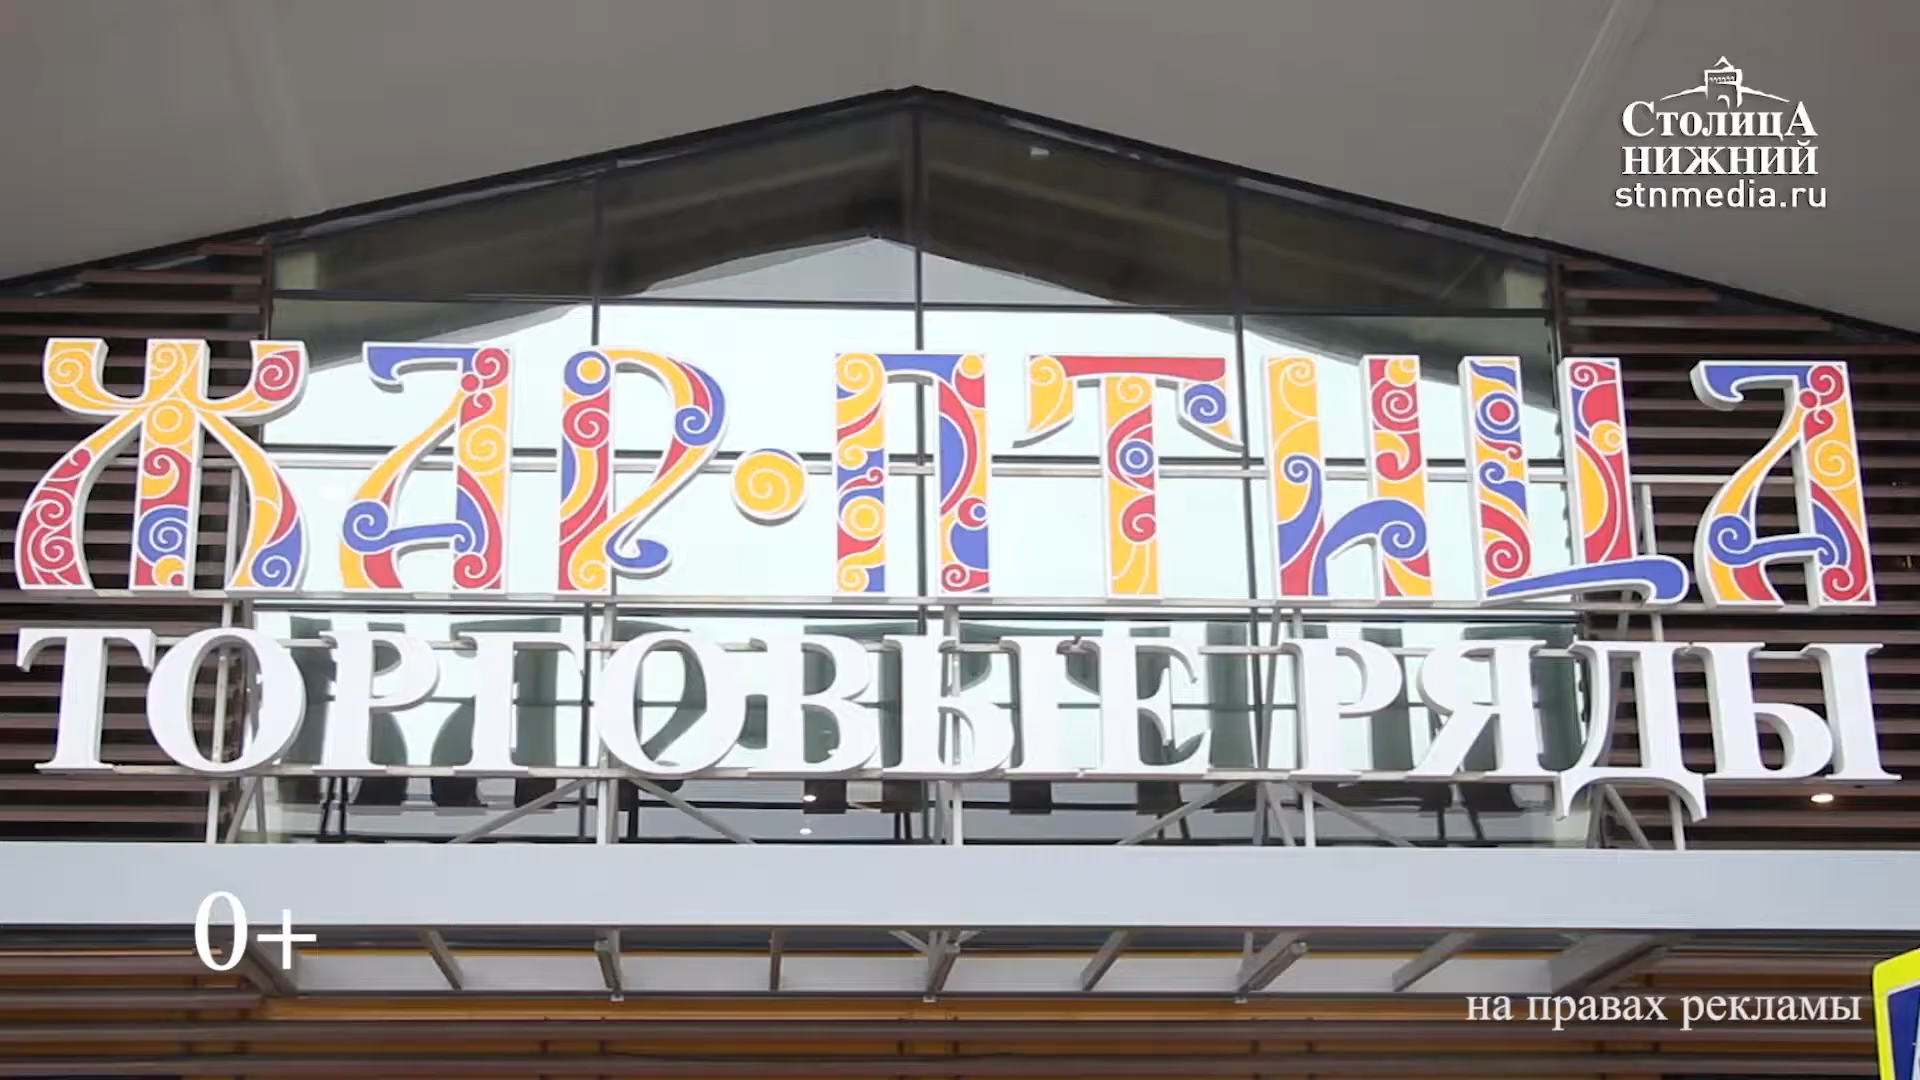 СтолицА
НИЖНИЙ
stnmedia.ru
ЖАР·ПТИЦА
ТОРГОВЫЕ РЯДЫ
0+
на правах рекламы